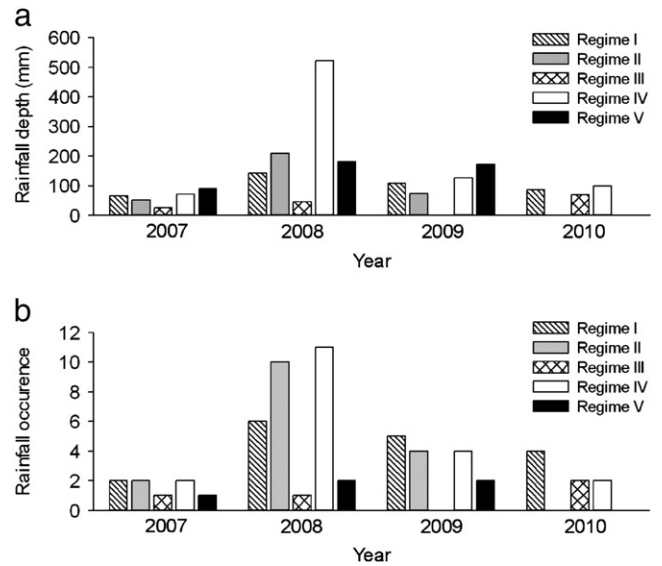 a
600
500
400
300
200
100
0
Rainfall depth (mm)
Regime I
Regime II
Regime III
Regime IV
Regime V
2007 2008 2009 2010
Year
b
12
10
8
6
4
2
0
Rainfall occurence
Regime I
Regime II
Regime III
Regime IV
Regime V
2007 2008 2009 2010
Year